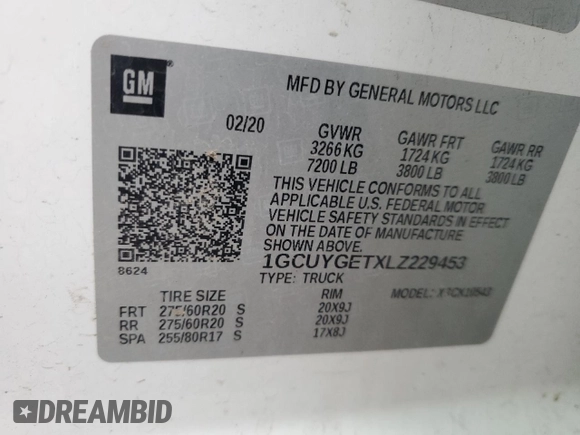 GM
MFD BY GENERAL MOTORS LLC
02/20
GVWR
3266 KG
7200 LB
GAWR FRT
1724 KG
3800 LB
GAWR RR
1724 KG
3800 LB
THIS VEHICLE CONFORMS TO ALL
APPLICABLE U.S. FEDERAL MOTOR
VEHICLE SAFETY STANDARDS IN EFFECT
ON THE DATE OF MANUFACTURE
SHOWN ABOVE.
1GCUYGETXLZ229453
8624
TYPE: TRUCK
MODEL:
TIRE SIZE RIM
FRT 275/60R20 S 20X9J
RR 275/60R20 S 20X9J
SPA 255/80R17 S 17X8J
DREAMBID